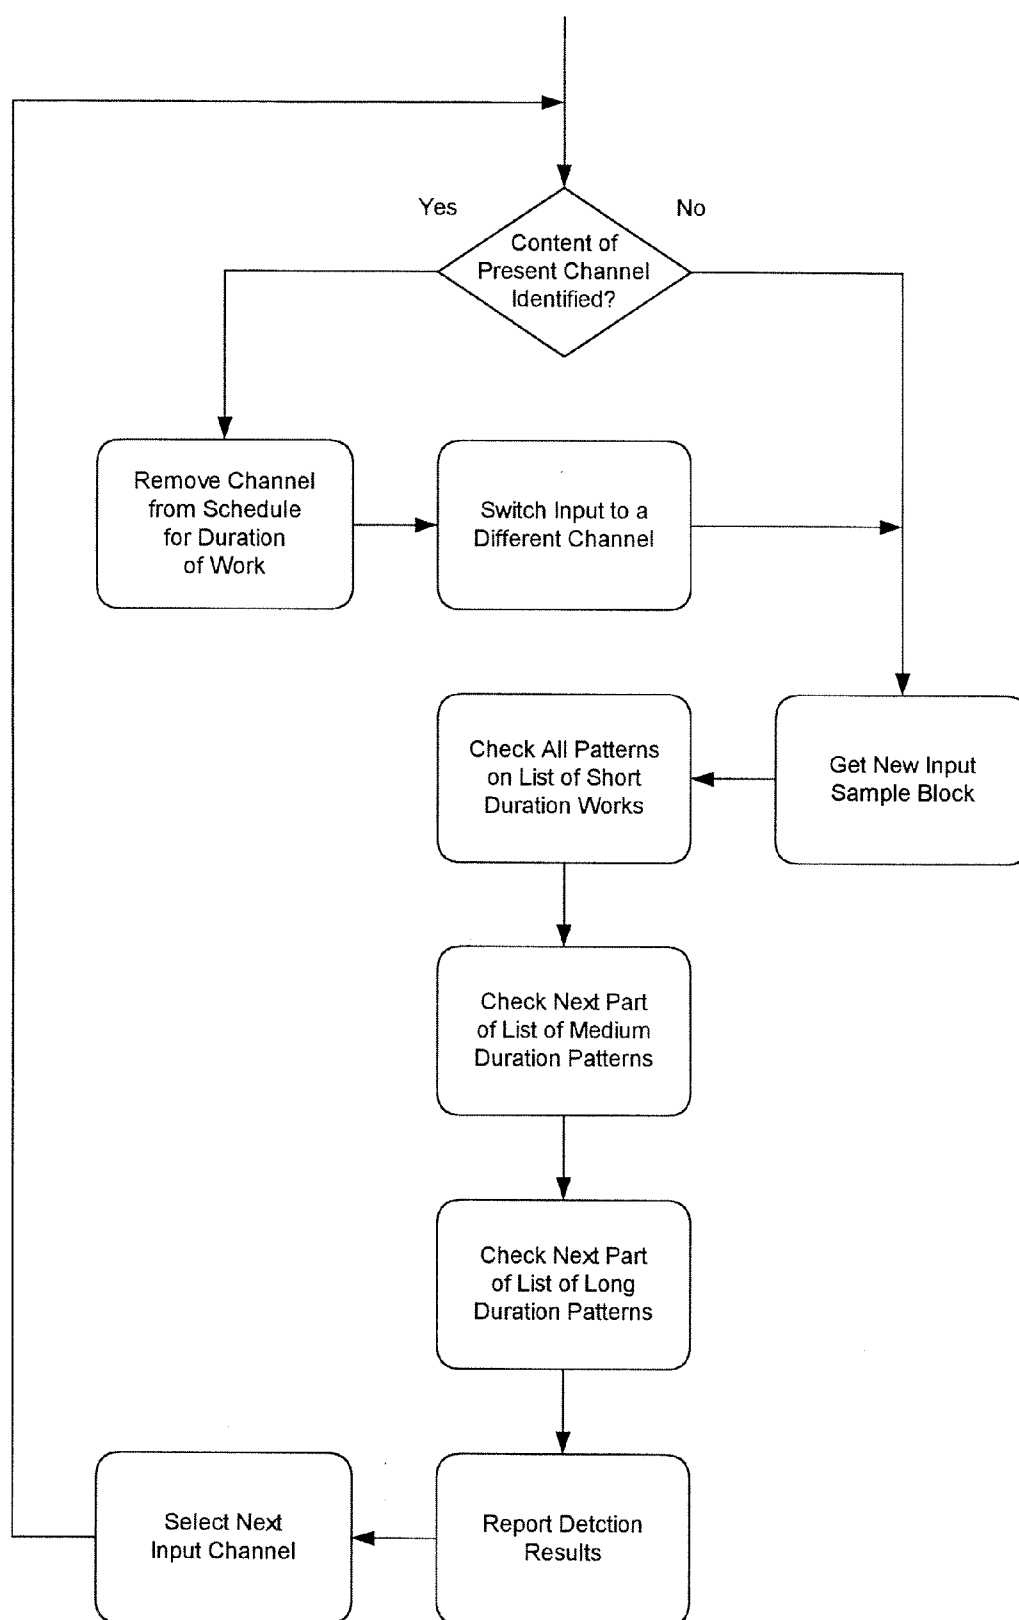 Yes
No
Content of
Present Channel
Identified?
Remove Channel
from Schedule
for Duration
of Work
Switch Input to a
Different Channel
Check All Patterns
on List of Short
Duration Works
Get New Input
Sample Block
Check Next Part
of List of Medium
Duration Patterns
Check Next Part
of List of Long
Duration Patterns
Select Next
Input Channel
Report Detction
Results